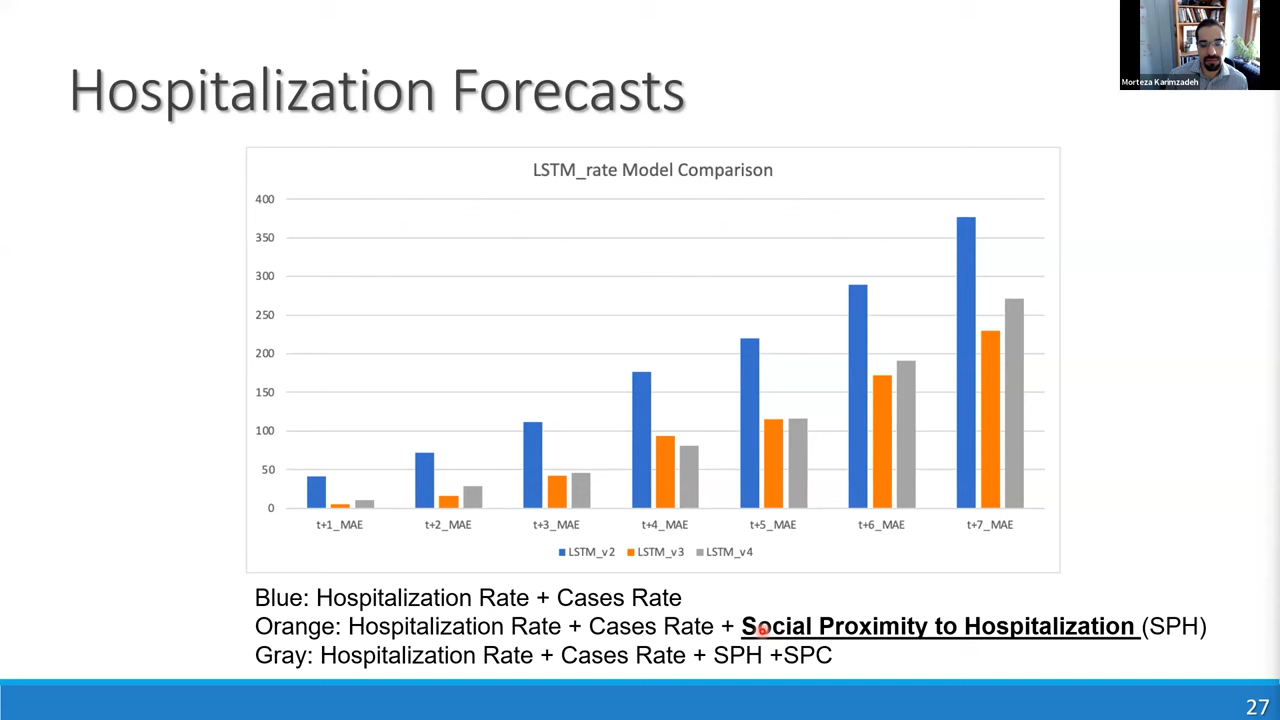 Morteza Karimzadeh
Hospitalization Forecasts
LSTM_rate Model Comparison
400
350
300
250
200
150
100
50
0
t+1_MAE t+2_MAE t+3_MAE t+4_MAE t+5_MAE t+6_MAE t+7_MAE
LSTM_v2 LSTM_v3 LSTM_v4
Blue: Hospitalization Rate + Cases Rate
Orange: Hospitalization Rate + Cases Rate + Social Proximity to Hospitalization (SPH)
Gray: Hospitalization Rate + Cases Rate + SPH +SPC
27